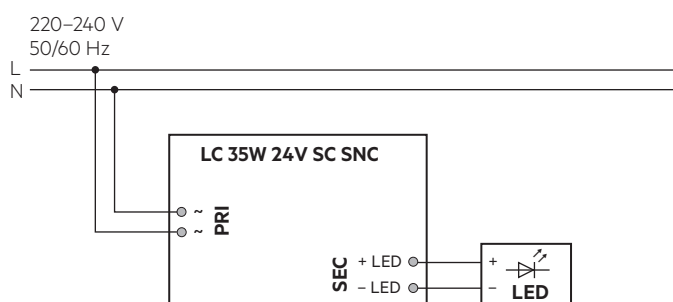 220–240 V
50/60 Hz
L
N
LC 35W 24V SC SNC
~
~
PRI
SEC
+ LED
– LED
+
–
LED